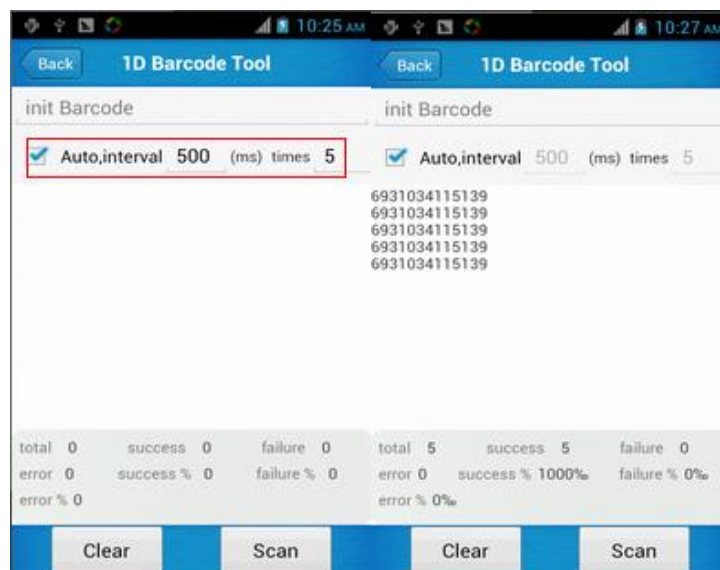 10:25 AM
Back 1D Barcode Tool
init Barcode
Auto,interval 500 (ms) times 5
total 0 success 0 failure 0
error 0 success % 0 failure % 0
error % 0
Clear Scan
10:27 AM
Back 1D Barcode Tool
init Barcode
Auto,interval 500 (ms) times 5
6931034115139
6931034115139
6931034115139
6931034115139
6931034115139
total 5 success 5 failure 0
error 0 success % 1000‰ failure % 0‰
error % 0‰
Clear Scan